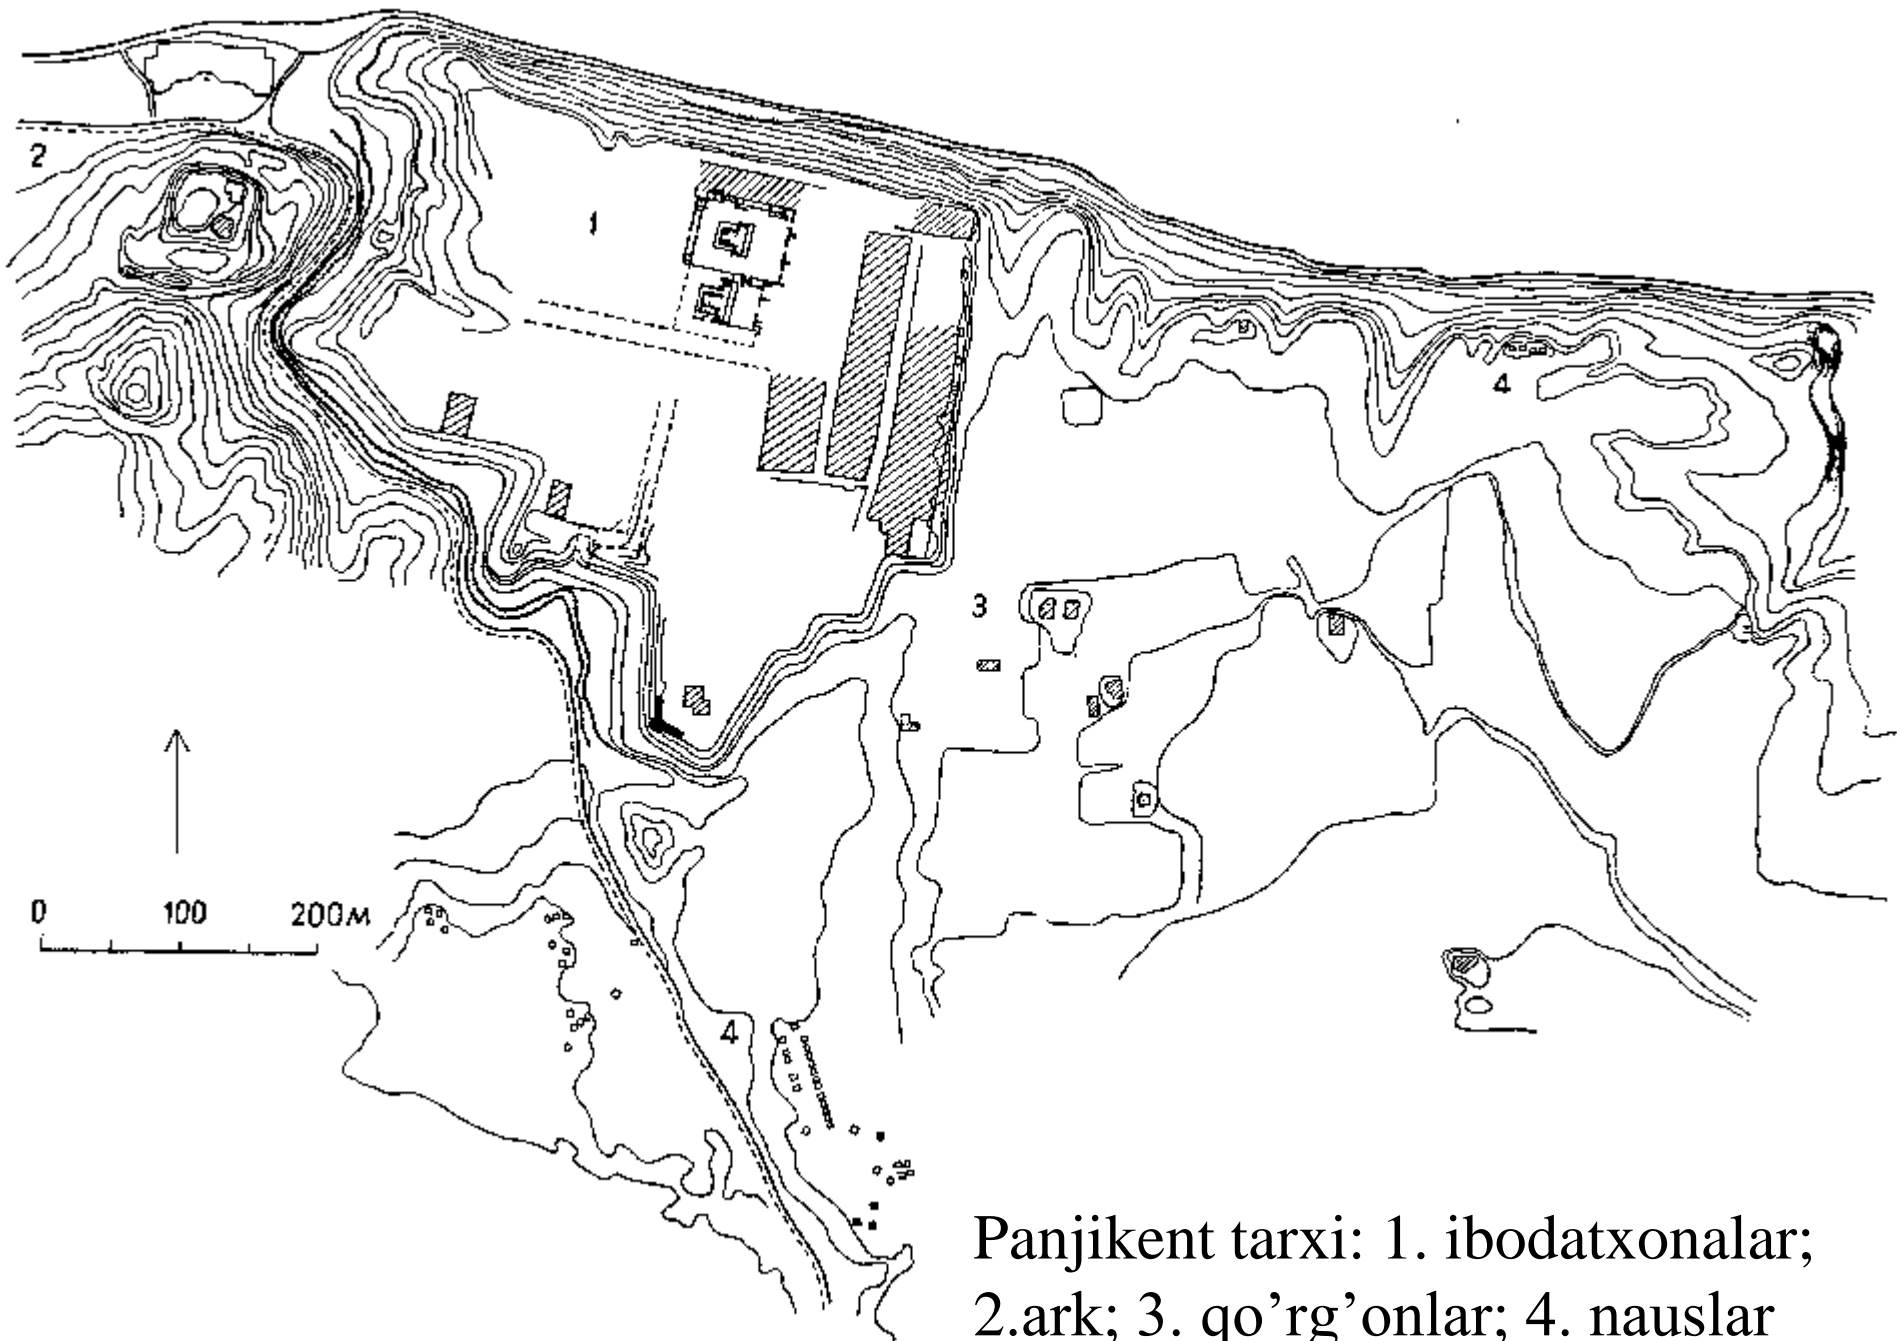 2
1
4
3
0 100 200м
4
Panjikent tarxi: 1. ibodatxonalar;
2.ark; 3. qo’rg’onlar; 4. nauslar